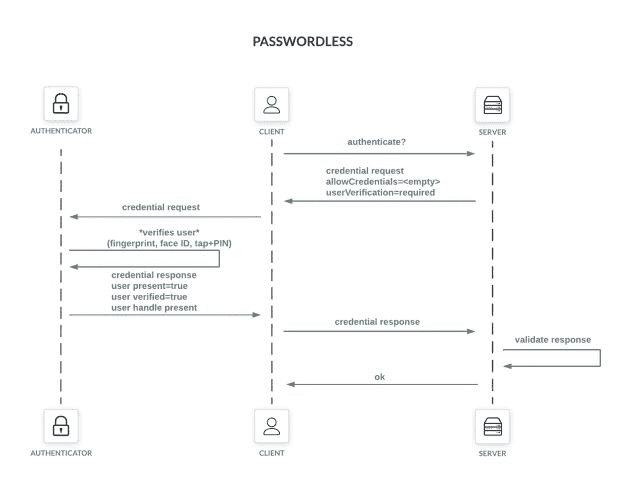 PASSWORDLESS
AUTHENTICATOR
CLIENT
SERVER
authenticate?
credential request
allowCredentials=<empty>
userVerification=required
credential request
*verifies user*
(fingerprint, face ID, tap+PIN)
credential response
user present=true
user verified=true
user handle present
credential response
validate response
ok
AUTHENTICATOR
CLIENT
SERVER